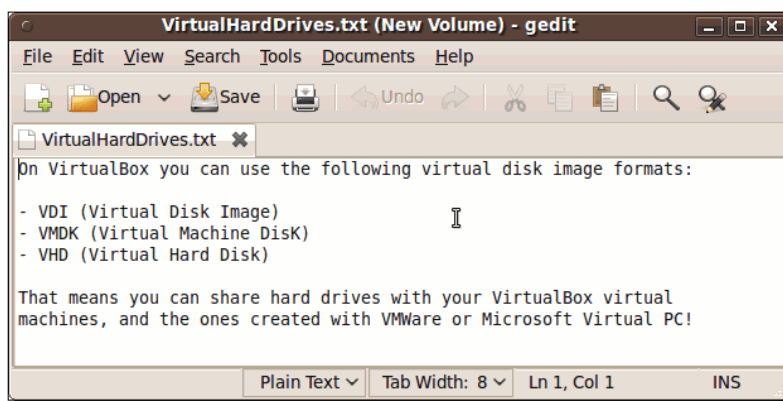 VirtualHardDrives.txt (New Volume) - gedit
File Edit View Search Tools Documents Help
Open Save Undo
VirtualHardDrives.txt
On VirtualBox you can use the following virtual disk image formats:
- VDI (Virtual Disk Image)
- VMDK (Virtual Machine DisK)
- VHD (Virtual Hard Disk)
That means you can share hard drives with your VirtualBox virtual
machines, and the ones created with VMWare or Microsoft Virtual PC!
Plain Text Tab Width: 8 Ln 1, Col 1 INS